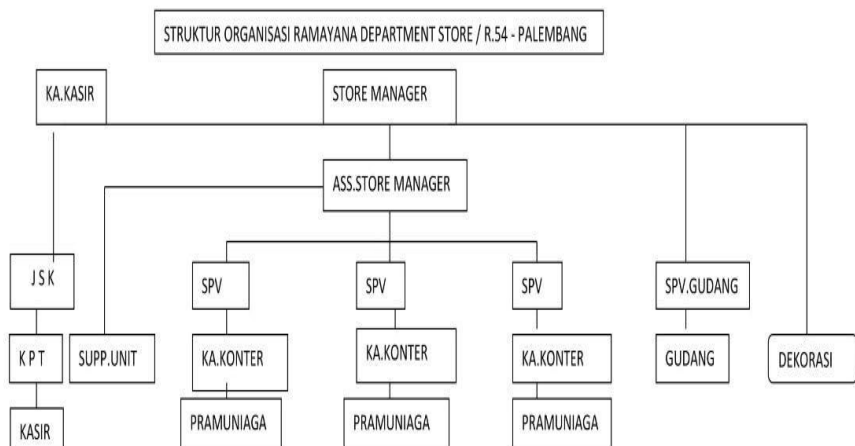 STRUKTUR ORGANISASI RAMAYANA DEPARTMENT STORE / R.54 - PALEMBANG
KA.KASIR
STORE MANAGER
ASS.STORE MANAGER
J S K
SPV
SPV
SPV
SPV.GUDANG
K P T
SUPP.UNIT
KA.KONTER
KA.KONTER
KA.KONTER
GUDANG
DEKORASI
KASIR
PRAMUNIAGA
PRAMUNIAGA
PRAMUNIAGA